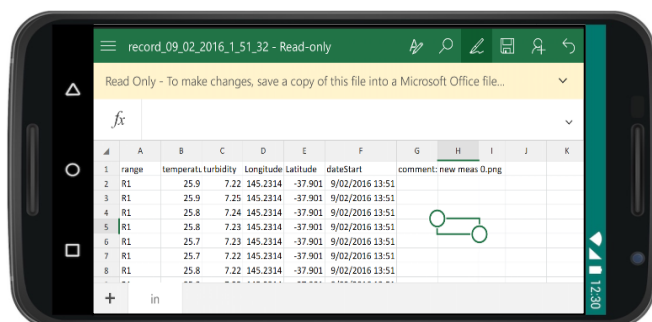 record_09_02_2016_1_51_32 - Read-only
Read Only - To make changes, save a copy of this file into a Microsoft Office file...
fx
A B C D E F G H I J K
1 range temperatu turbidity Longitude Latitude dateStart comment: new meas 0.png
2 R1 25.9 7.22 145.2314 -37.901 9/02/2016 13:51
3 R1 25.9 7.25 145.2314 -37.901 9/02/2016 13:51
4 R1 25.8 7.24 145.2314 -37.901 9/02/2016 13:51
5 R1 25.8 7.23 145.2314 -37.901 9/02/2016 13:51
6 R1 25.7 7.23 145.2314 -37.901 9/02/2016 13:51
7 R1 25.7 7.22 145.2314 -37.901 9/02/2016 13:51
8 R1 25.8 7.22 145.2314 -37.901 9/02/2016 13:51
+ in
12:30